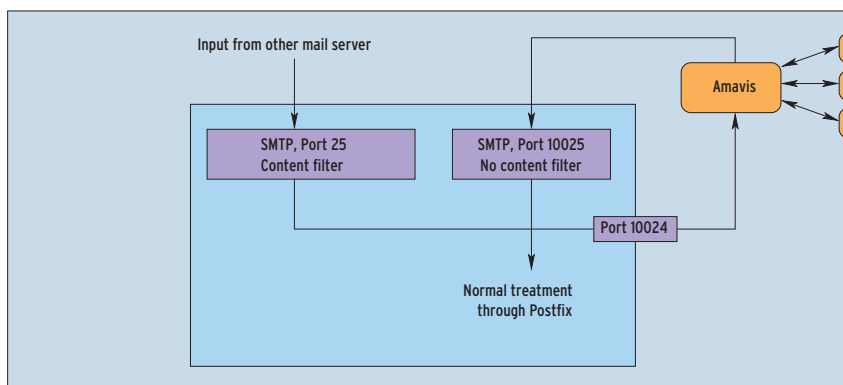 Input from other mail server
Amavis
SMTP, Port 25
Content filter
SMTP, Port 10025
No content filter
Port 10024
Normal treatment
through Postfix